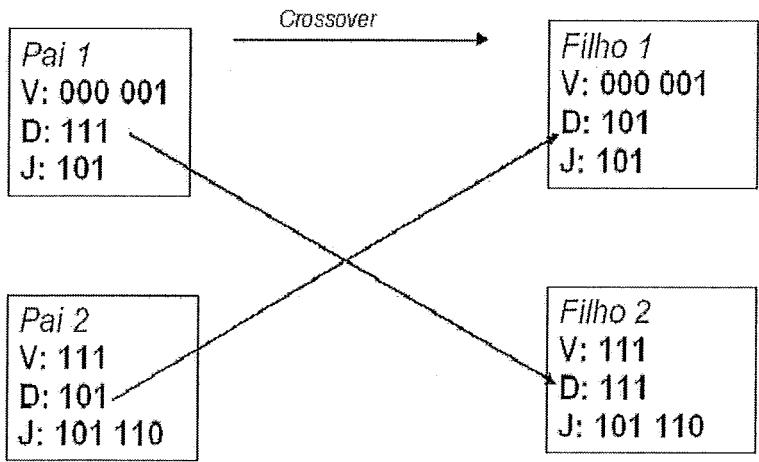 Crossover
Pai 1
V: 000 001
D: 111
J: 101
Filho 1
V: 000 001
D: 101
J: 101
Pai 2
V: 111
D: 101
J: 101 110
Filho 2
V: 111
D: 111
J: 101 110